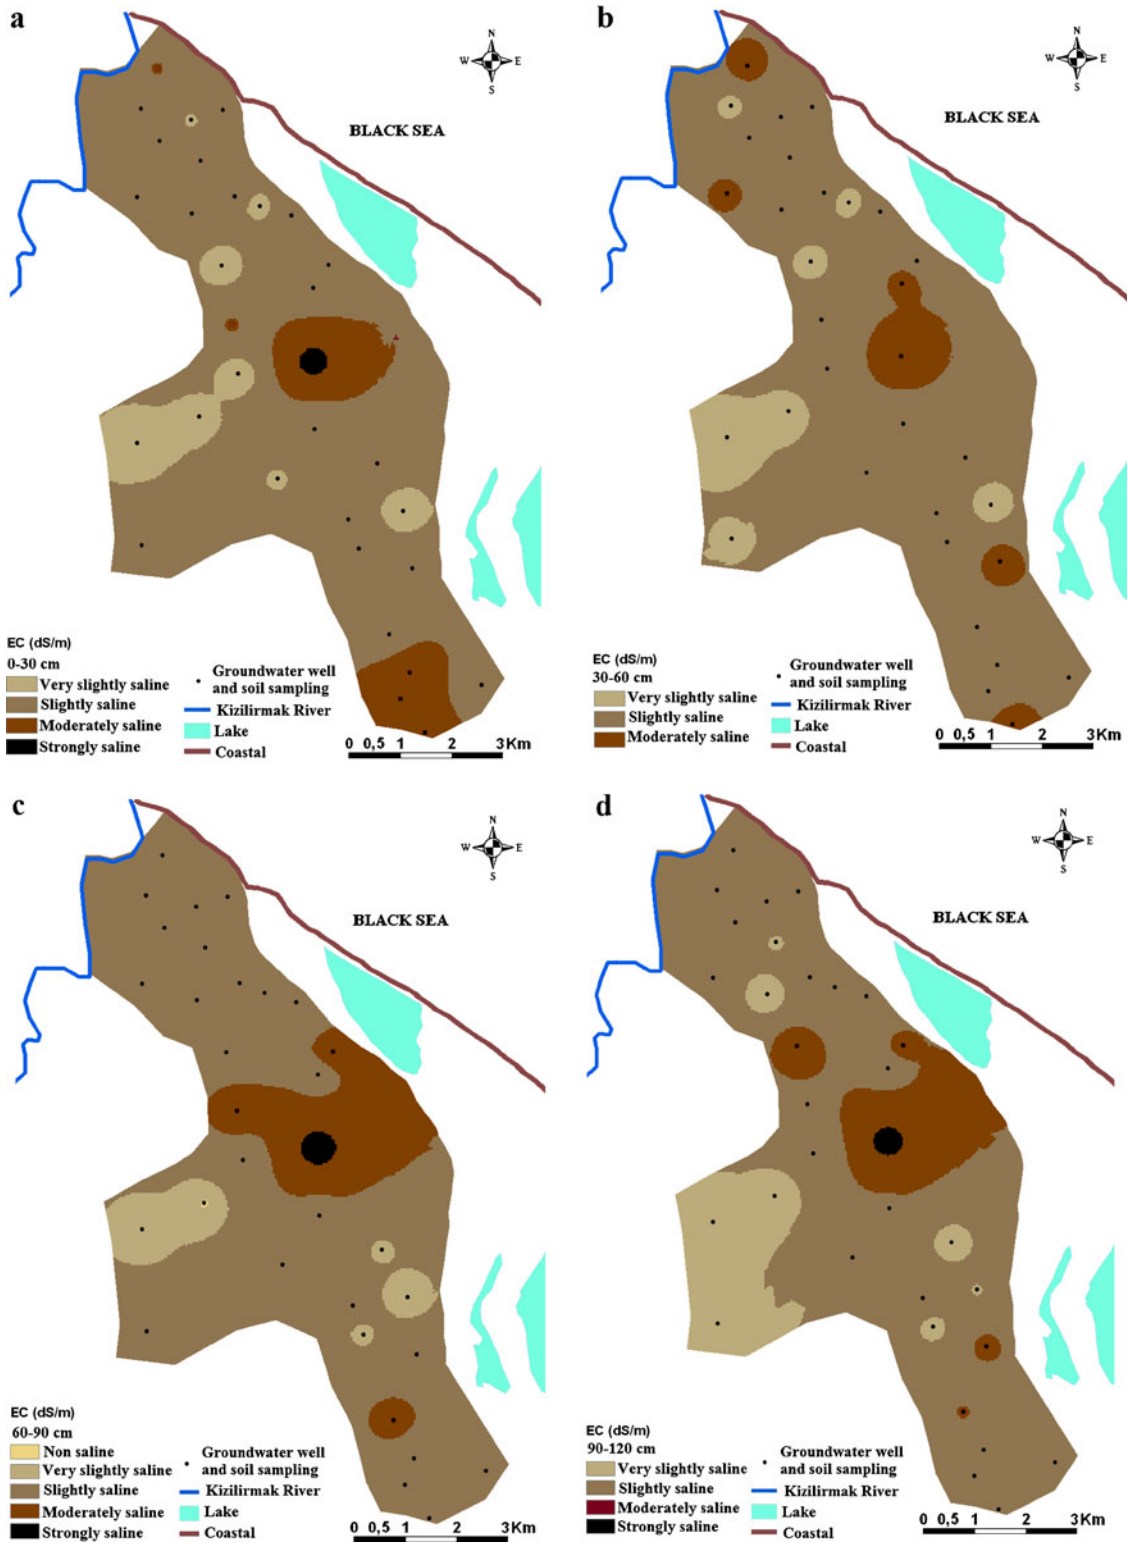 a
N
W E
S
BLACK SEA
EC (dS/m)
0-30 cm
Very slightly saline
Slightly saline
Moderately saline
Strongly saline
Groundwater well
and soil sampling
Kizilirmak River
Lake
Coastal
0 0,5 1 2 3Km
b
N
W E
S
BLACK SEA
EC (dS/m)
30-60 cm
Very slightly saline
Slightly saline
Moderately saline
Groundwater well
and soil sampling
Kizilirmak River
Lake
Coastal
0 0,5 1 2 3Km
c
N
W E
S
BLACK SEA
EC (dS/m)
60-90 cm
Non saline
Very slightly saline
Slightly saline
Moderately saline
Strongly saline
Groundwater well
and soil sampling
Kizilirmak River
Lake
Coastal
0 0,5 1 2 3Km
d
N
W E
S
BLACK SEA
EC (dS/m)
90-120 cm
Very slightly saline
Slightly saline
Moderately saline
Strongly saline
Groundwater well
and soil sampling
Kizilirmak River
Lake
Coastal
0 0,5 1 2 3Km